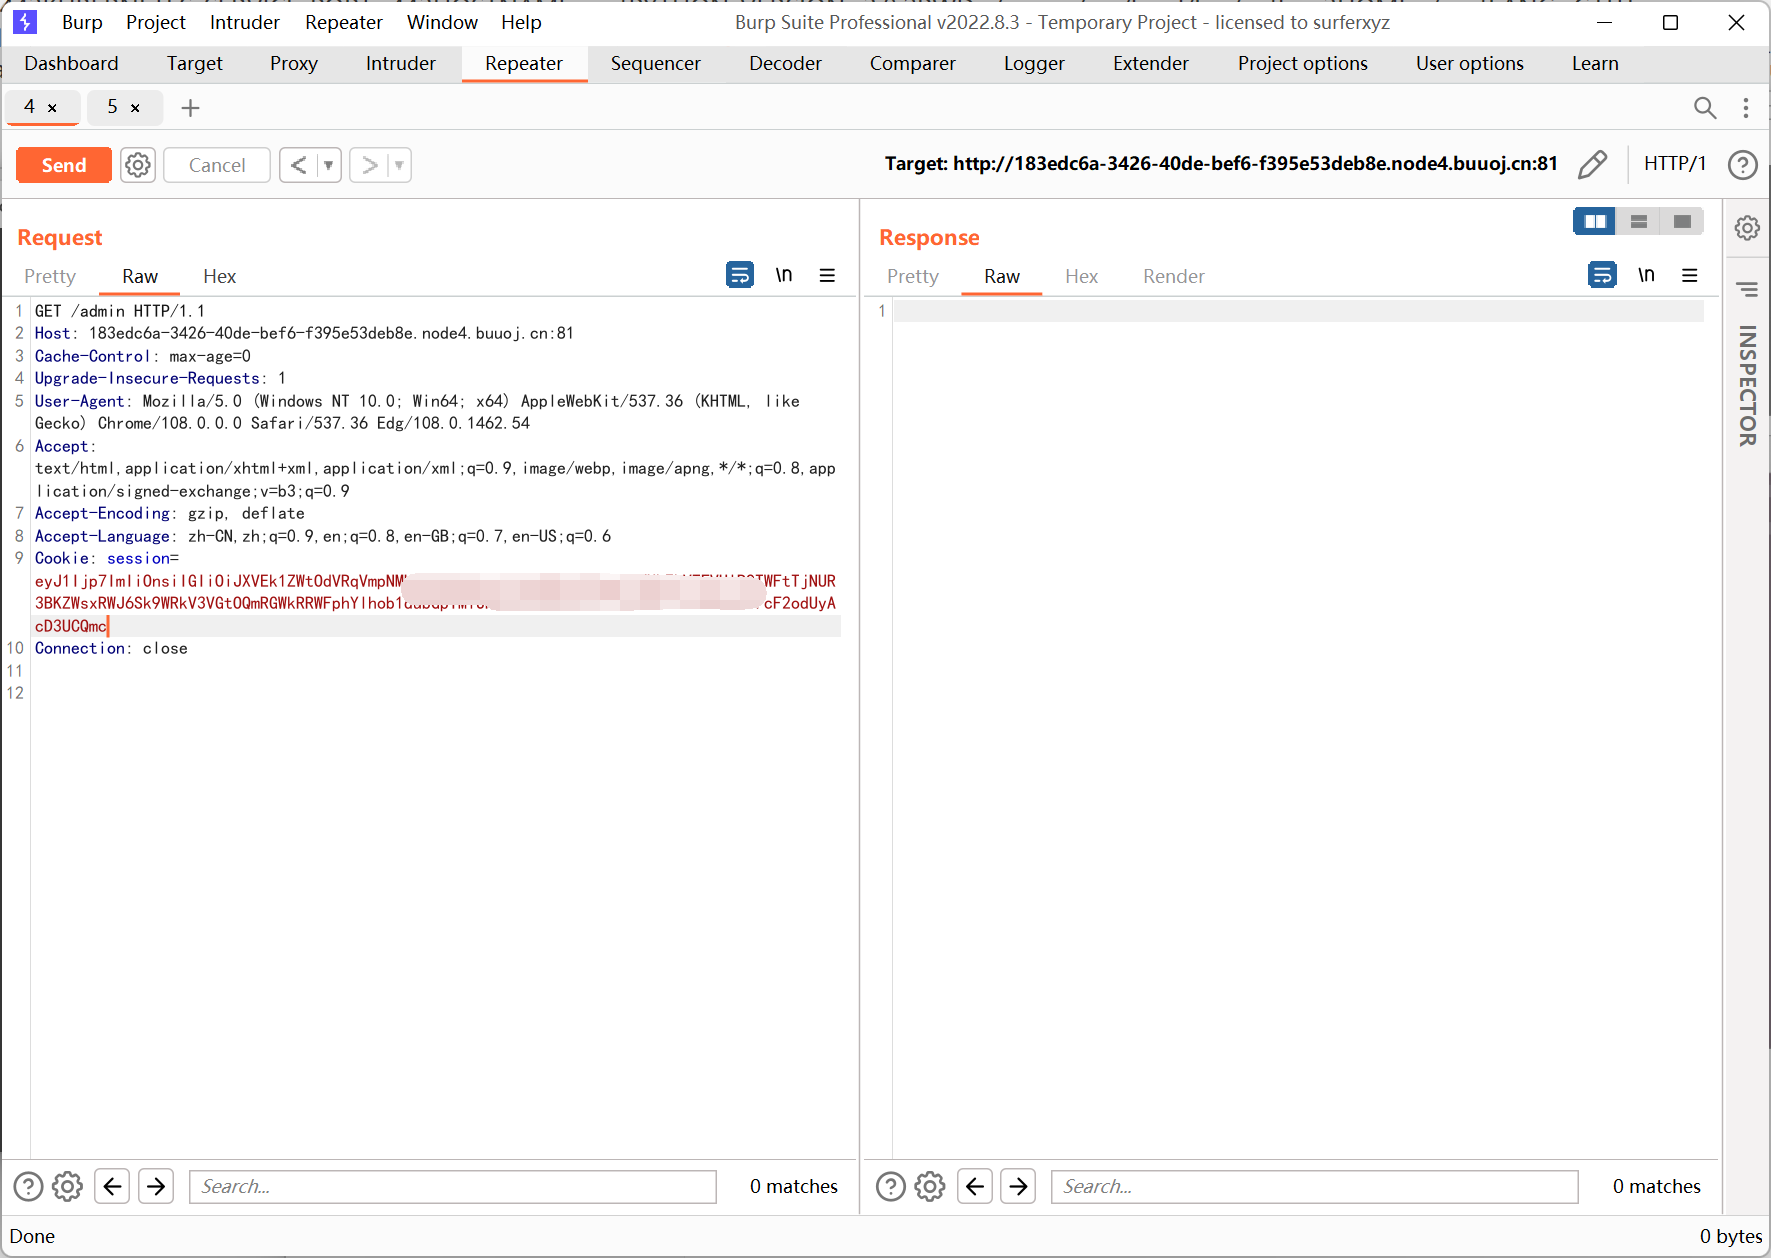 Burp Project Intruder Repeater Window Help Burp Suite Professional v2022.8.3 - Temporary Project - licensed to surferxyz
Dashboard Target Proxy Intruder Repeater Sequencer Decoder Comparer Logger Extender Project options User options Learn
4 × 5 × +
Send Cancel < > Target: http://183edc6a-3426-40de-bef6-f395e53deb8e.node4.buuoj.cn:81 HTTP/1 ?
Request
Pretty Raw Hex \n
1 GET /admin HTTP/1.1
2 Host: 183edc6a-3426-40de-bef6-f395e53deb8e.node4.buuoj.cn:81
3 Cache-Control: max-age=0
4 Upgrade-Insecure-Requests: 1
5 User-Agent: Mozilla/5.0 (Windows NT 10.0; Win64; x64) AppleWebKit/537.36 (KHTML, like
Gecko) Chrome/108.0.0.0 Safari/537.36 Edg/108.0.1462.54
6 Accept:
text/html,application/xhtml+xml,application/xml;q=0.9,image/webp,image/apng,*/*;q=0.8,app
lication/signed-exchange;v=b3;q=0.9
7 Accept-Encoding: gzip, deflate
8 Accept-Language: zh-CN,zh;q=0.9,en;q=0.8,en-GB;q=0.7,en-US;q=0.6
9 Cookie: session=
cD3UCQmc
10 Connection: close
11
12
? Search... 0 matches
Response
Pretty Raw Hex Render \n
1
? Search... 0 matches
INSPECTOR
Done 0 bytes